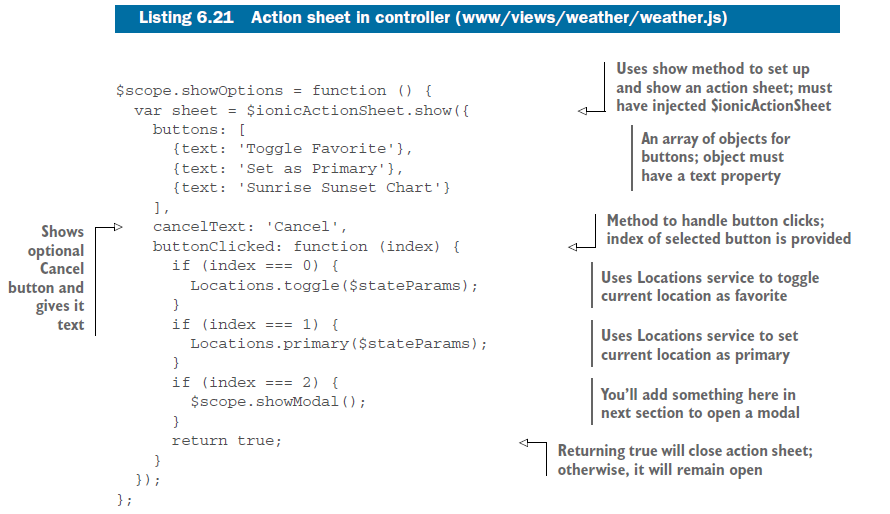 Listing 6.21 Action sheet in controller (www/views/weather/weather.js)
$scope.showOptions = function () {
var sheet = $ionicActionSheet.show({
buttons: [
{text: 'Toggle Favorite'},
{text: 'Set as Primary'},
{text: 'Sunrise Sunset Chart'}
],
cancelText: 'Cancel',
buttonClicked: function (index) {
if (index === 0) {
Locations.toggle($stateParams);
}
if (index === 1) {
Locations.primary($stateParams);
}
if (index === 2) {
$scope.showModal();
}
return true;
}
});
};
Uses show method to set up
and show an action sheet; must
have injected $ionicActionSheet
An array of objects for
buttons; object must
have a text property
Shows
optional
Cancel
button and
gives it
text
Method to handle button clicks;
index of selected button is provided
Uses Locations service to toggle
current location as favorite
Uses Locations service to set
current location as primary
You'll add something here in
next section to open a modal
Returning true will close action sheet;
otherwise, it will remain open